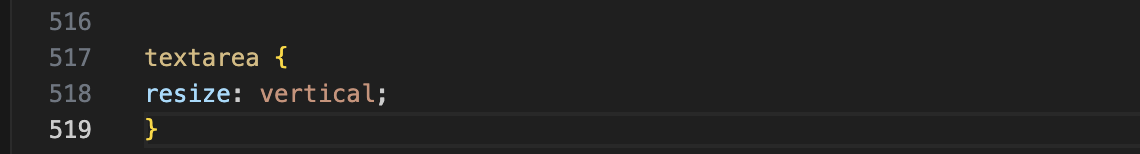 516
517 textarea {
518 resize: vertical;
519 }